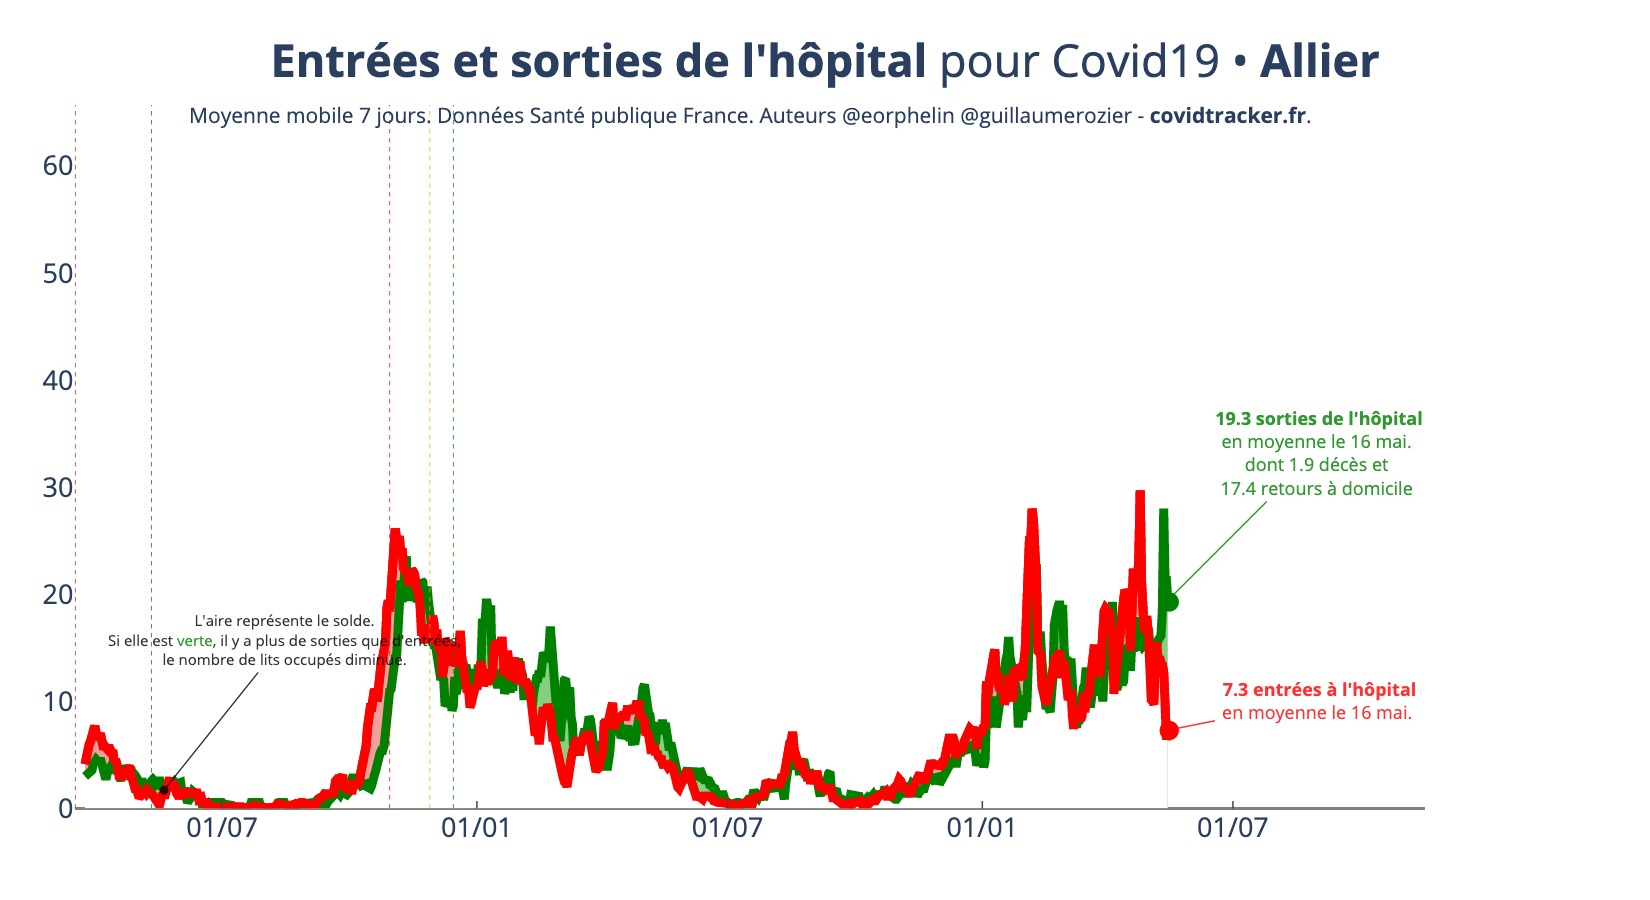 Entrées et sorties de l'hôpital pour Covid19 • Allier
Moyenne mobile 7 jours. Données Santé publique France. Auteurs @eorphelin @guillaumerozier - covidtracker.fr.
60
50
40
30
20
10
0
19.3 sorties de l'hôpital
en moyenne le 16 mai.
dont 1.9 décès et
17.4 retours à domicile
L'aire représente le solde.
Si elle est verte, il y a plus de sorties que d'entrées,
le nombre de lits occupés diminue.
7.3 entrées à l'hôpital
en moyenne le 16 mai.
01/07 01/01 01/07 01/01 01/07